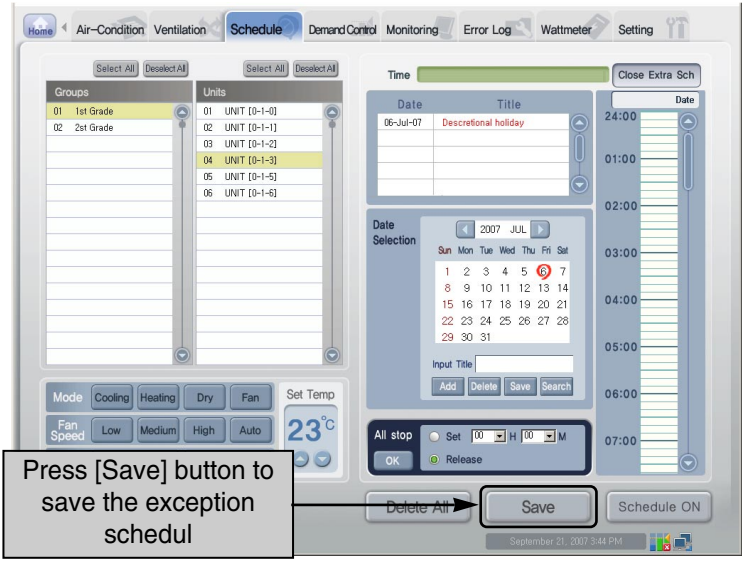 Home Air-Condition Ventilation Schedule Demand Control Monitoring Error Log Wattmeter Setting
Select All Deselect All Select All Deselect All
Groups Units
01 1st Grade 01 UNIT [0-1-0]
02 2st Grade 02 UNIT [0-1-1]
03 UNIT [0-1-2]
04 UNIT [0-1-3]
05 UNIT [0-1-5]
06 UNIT [0-1-6]
Mode Cooling Heating Dry Fan
Fan Speed Low Medium High Auto
Set Temp
23°C
Time Close Extra Sch
Date Title
06-Jul-07 Descretional holiday
Date Selection
2007 JUL
Sun Mon Tue Wed Thu Fri Sat
1 2 3 4 5 6 7
8 9 10 11 12 13 14
15 16 17 18 19 20 21
22 23 24 25 26 27 28
29 30 31
Input Title
Add Delete Save Search
All stop Set 00 H 00 M
OK Release
Date
24:00
01:00
02:00
03:00
04:00
05:00
06:00
07:00
Press [Save] button to
save the exception
schedul
Delete All Save Schedule ON
September 21, 2007 3:44 PM